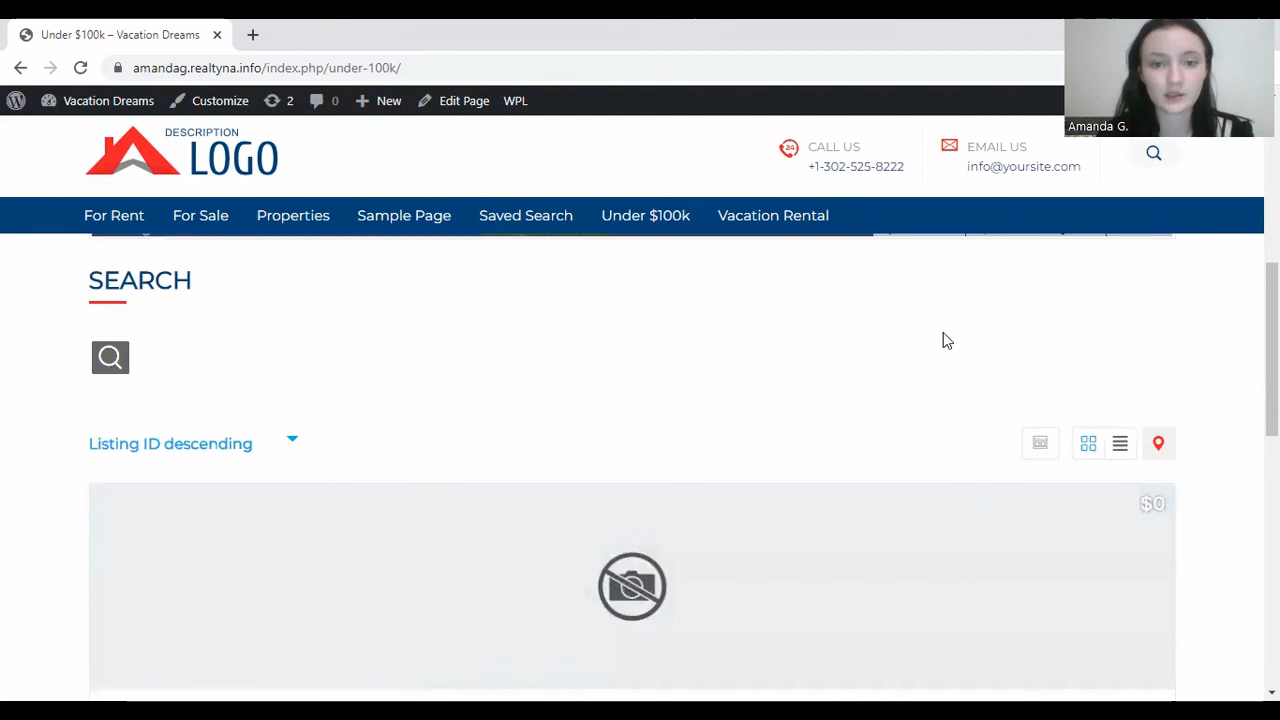 Under $100k – Vacation Dreams
amandag.realtyna.info/index.php/under-100k/
Vacation Dreams Customize 2 0 New Edit Page WPL
Amanda G.
DESCRIPTION
LOGO
24
CALL US
+1-302-525-8222
EMAIL US
info@yoursite.com
For Rent For Sale Properties Sample Page Saved Search Under $100k Vacation Rental
SEARCH
Listing ID descending
$0